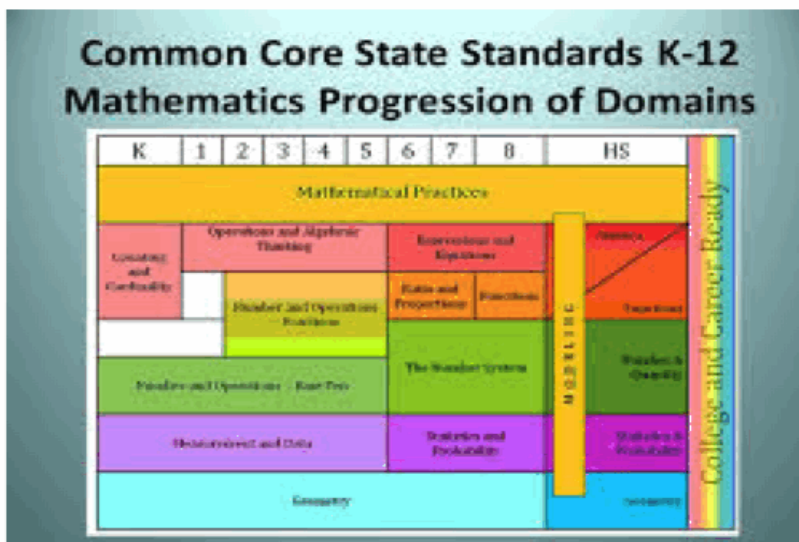 Common Core State Standards K-12
Mathematics Progression of Domains
K 1 2 3 4 5 6 7 8 HS
Mathematical Practices
Counting
and
Cardinality
Operations and Algebraic
Thinking
Expressions and
Equations
Ratio and
Proportions
Functions
Number and Operations
Fractions
The Number System
Number and Operations - Base Ten
Measurement and Data
Statistics and
Probability
Geometry
MODELING
Functions
Number &
Quantity
Statistics &
Probability
Geometry
College and Career Ready